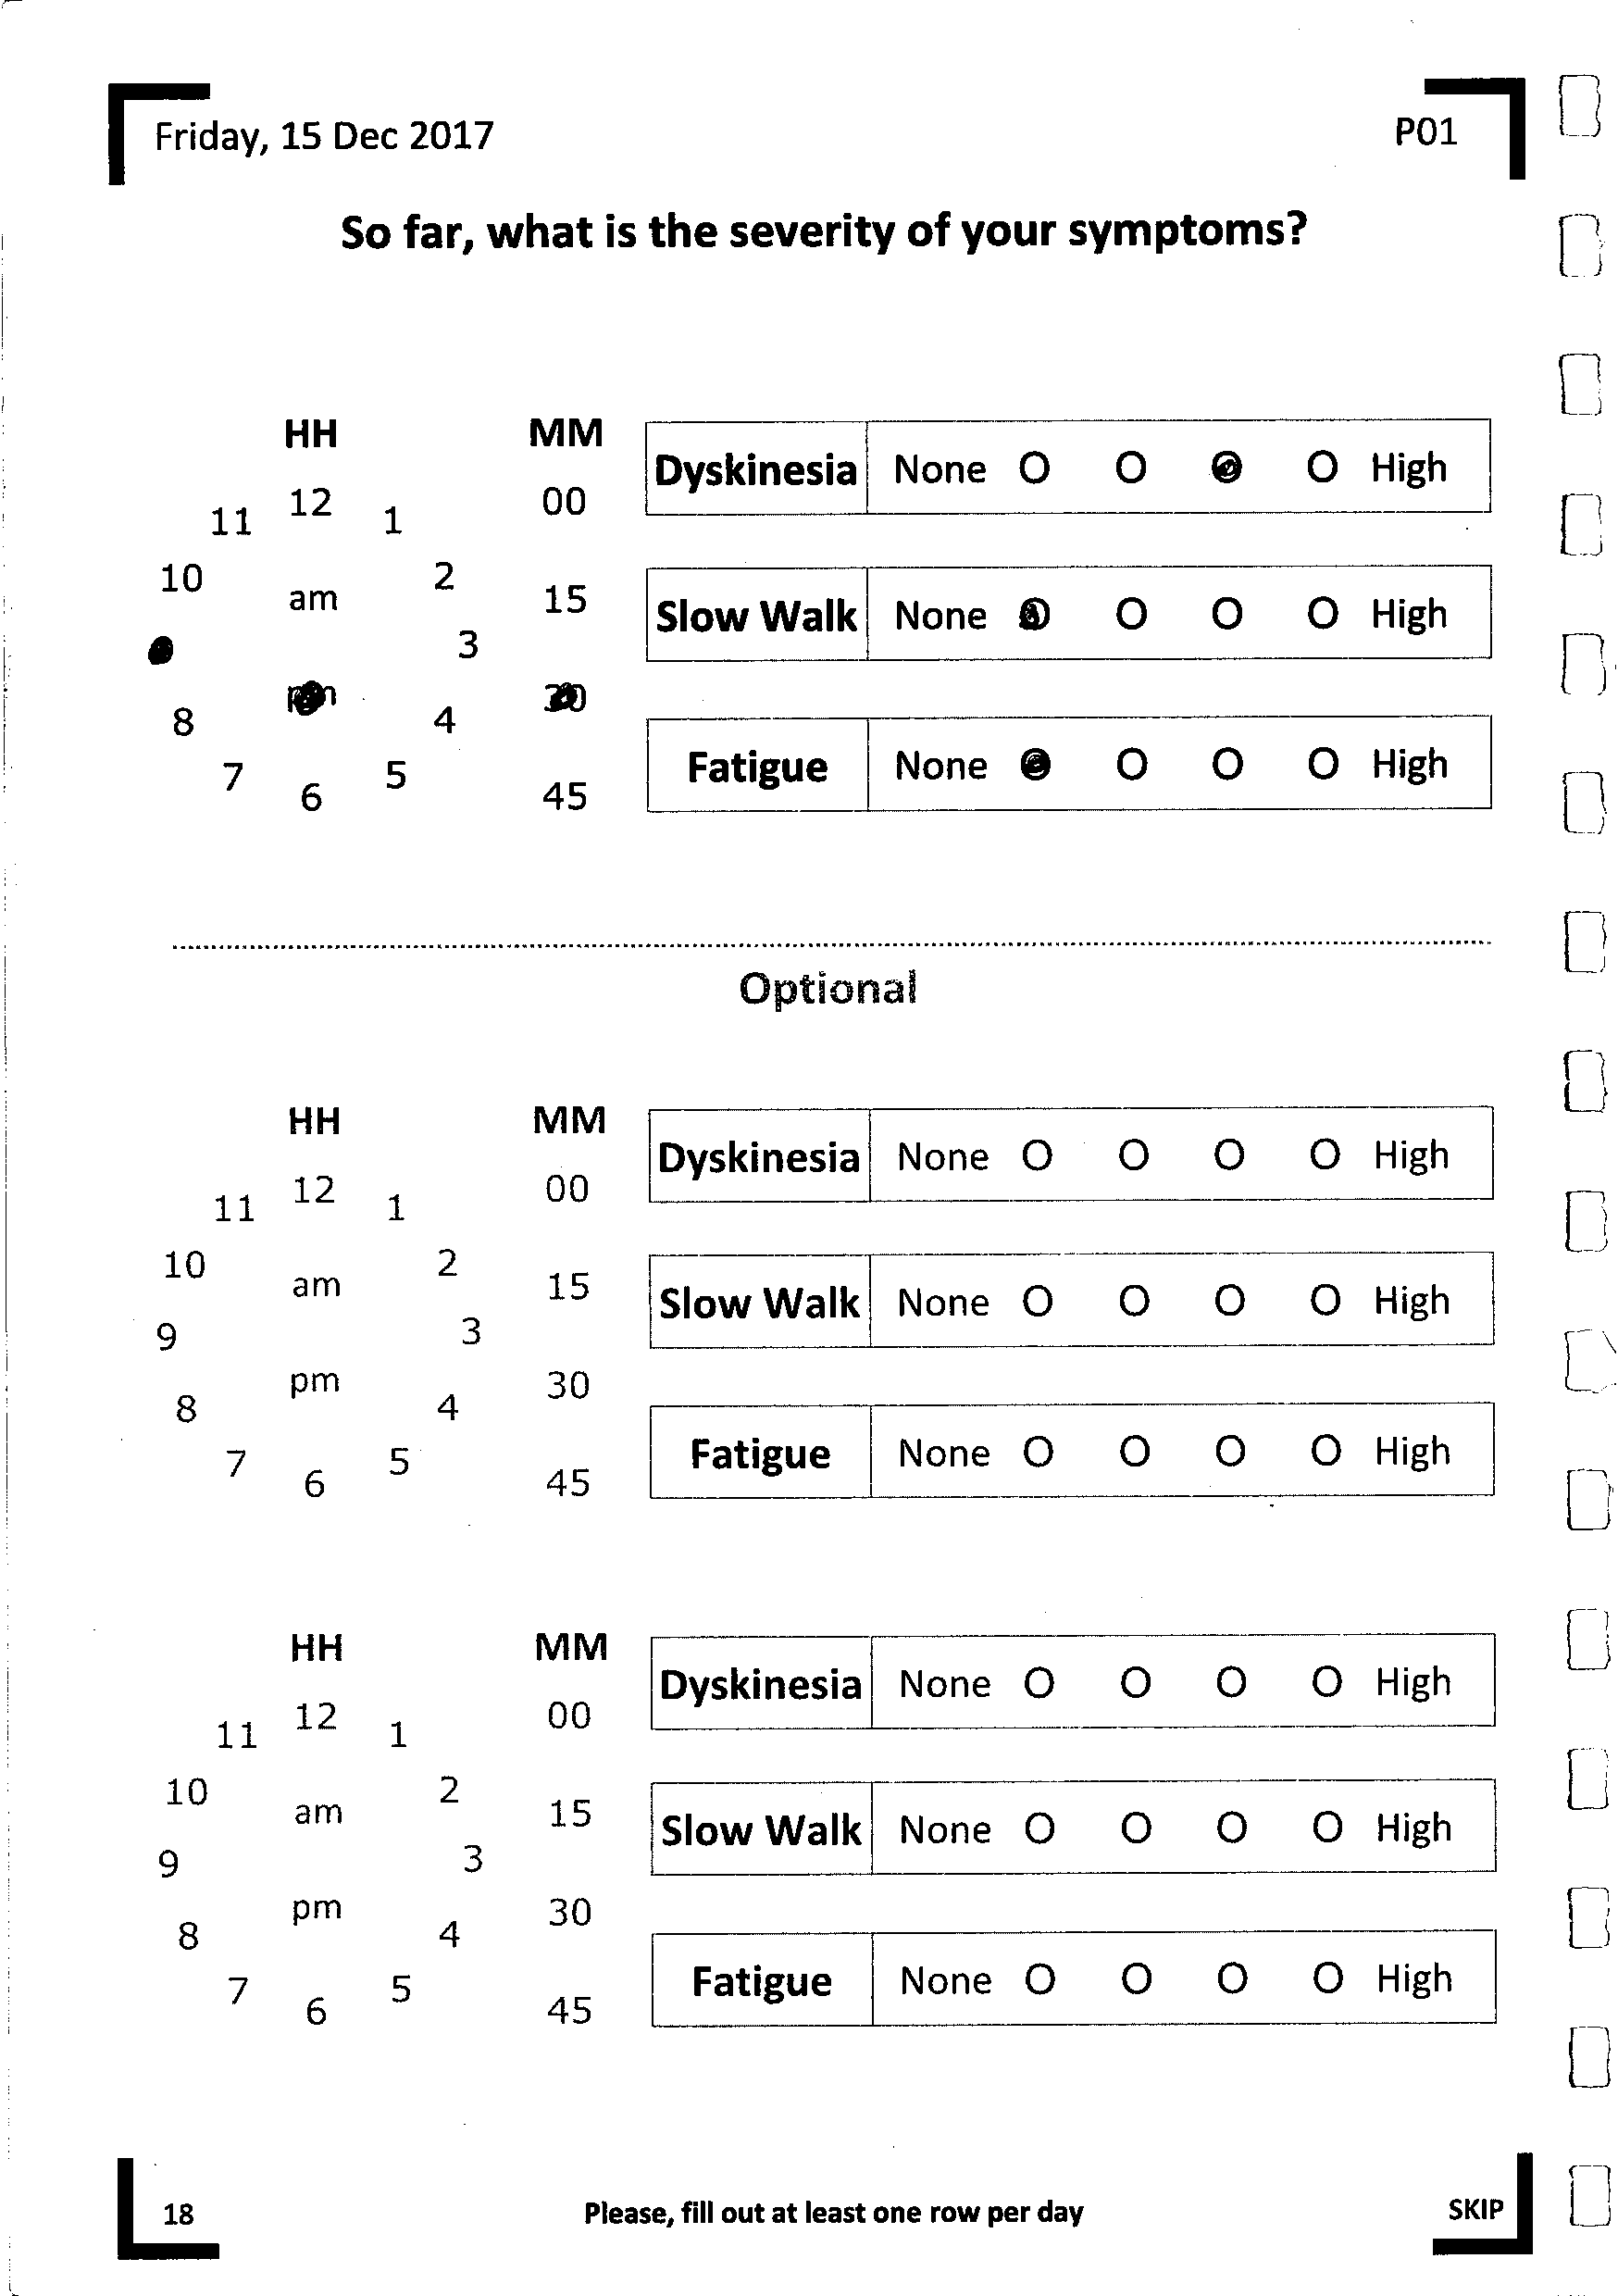 Friday, 15 Dec 2017 P01
So far, what is the severity of your symptoms?
HH MM
Dyskinesia None O O O High
12 00
11 1
10 2
am 15
Slow Walk None O O O High
3
8 4
Fatigue None O O O High
7 5
6 45
Optional
HH MM
Dyskinesia None O O O O High
12 00
11 1
10 2
am 15
Slow Walk None O O O O High
9 3
pm 30
8 4
Fatigue None O O O O High
7 5
6 45
HH MM
Dyskinesia None O O O O High
12 00
11 1
10 2
am 15
Slow Walk None O O O O High
9 3
pm 30
8 4
Fatigue None O O O O High
7 5
6 45
18 Please, fill out at least one row per day SKIP